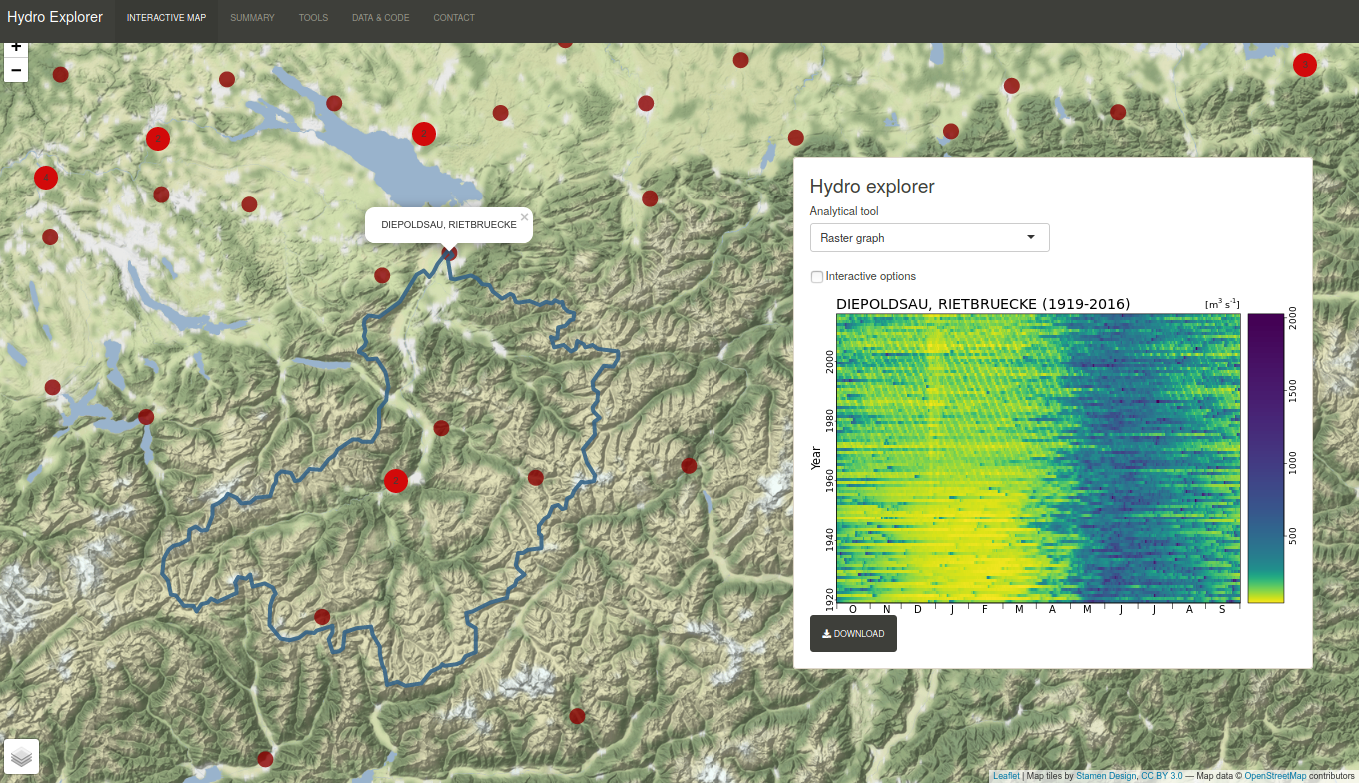 Hydro Explorer INTERACTIVE MAP SUMMARY TOOLS DATA & CODE CONTACT
+
−
DIEPOLDSAU, RIETBRUECKE ×
Hydro explorer
Analytical tool
Raster graph
Interactive options
DIEPOLDSAU, RIETBRUECKE (1919-2016) [m³ s⁻¹]
Year
2000
1980
1960
1940
1920
O N D J F M A M J J A S
2000
1500
1000
500
DOWNLOAD
Leaflet | Map tiles by Stamen Design, CC BY 3.0 — Map data © OpenStreetMap contributors